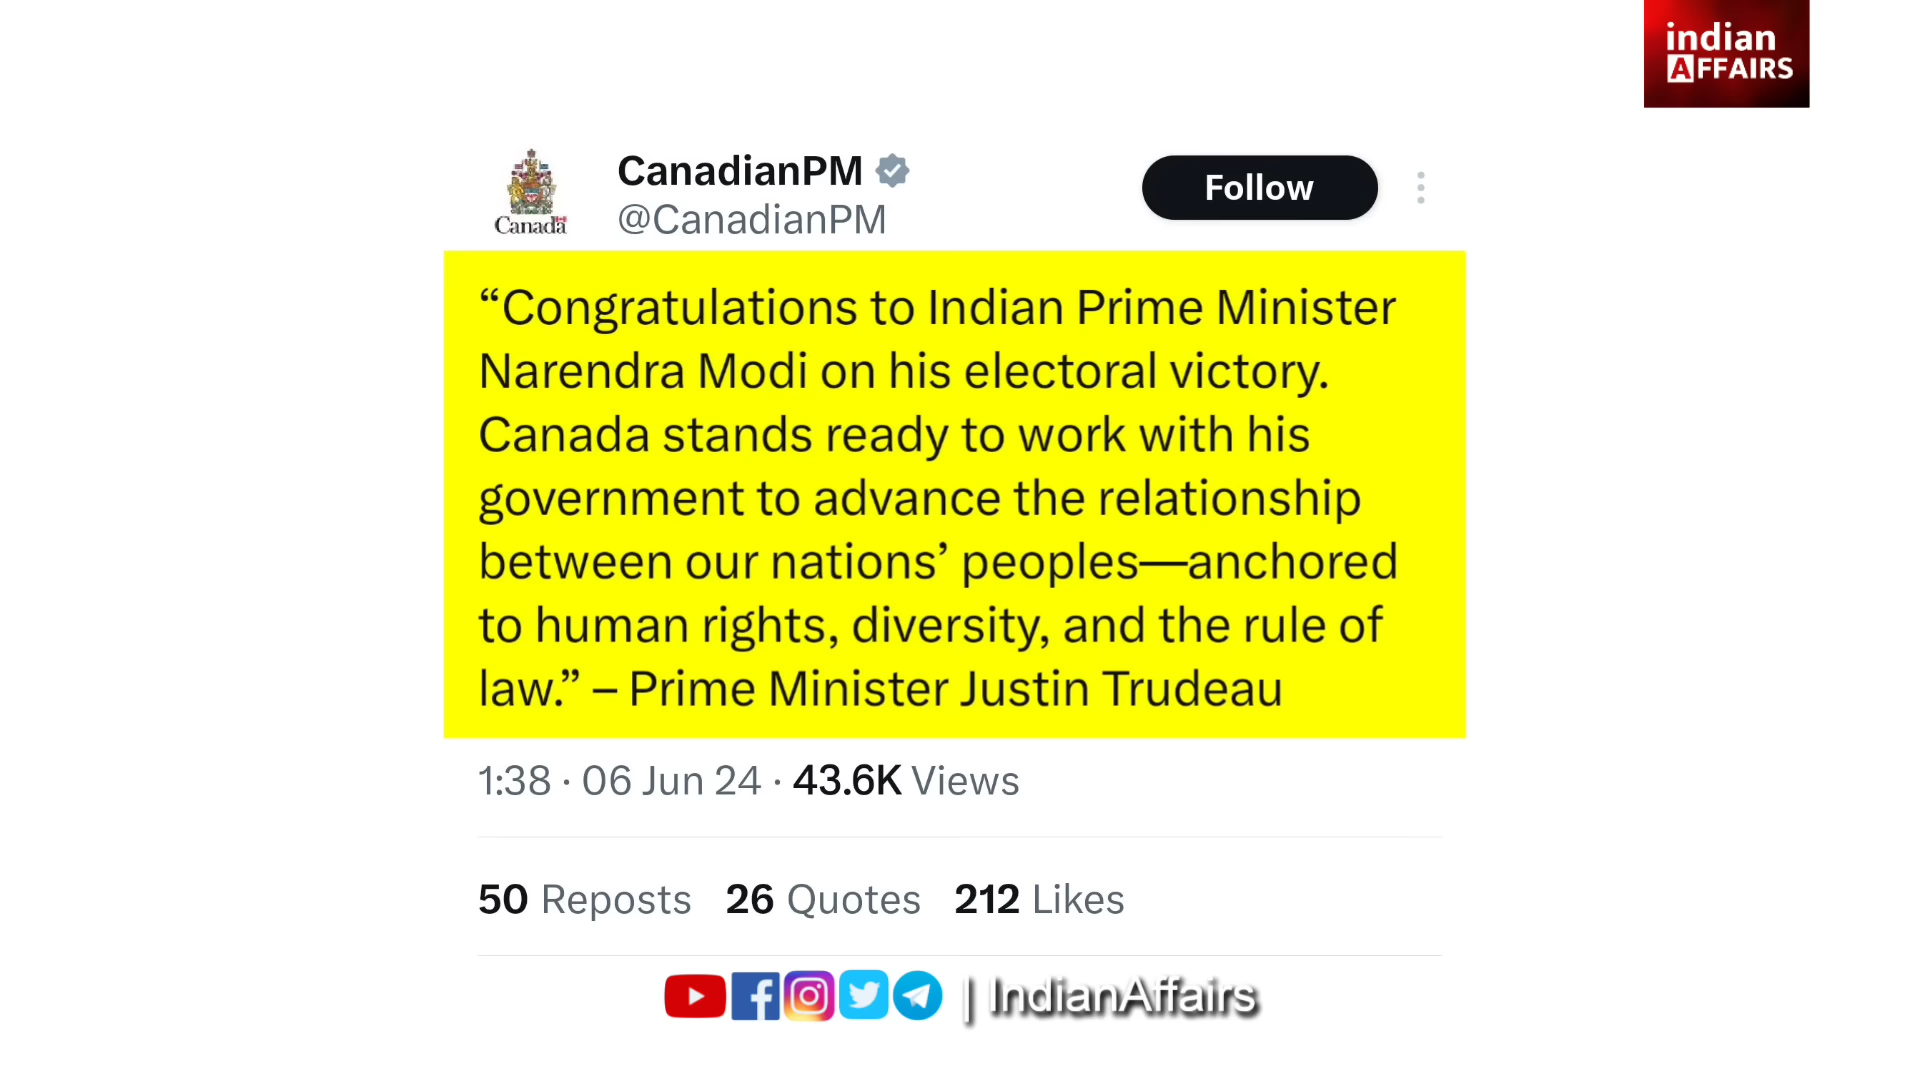 indian
AFFAIRS
CanadianPM
Follow
@CanadianPM
Canada
“Congratulations to Indian Prime Minister
Narendra Modi on his electoral victory.
Canada stands ready to work with his
government to advance the relationship
between our nations’ peoples—anchored
to human rights, diversity, and the rule of
law.” – Prime Minister Justin Trudeau
1:38 · 06 Jun 24 · 43.6K Views
50 Reposts 26 Quotes 212 Likes
| IndianAffairs